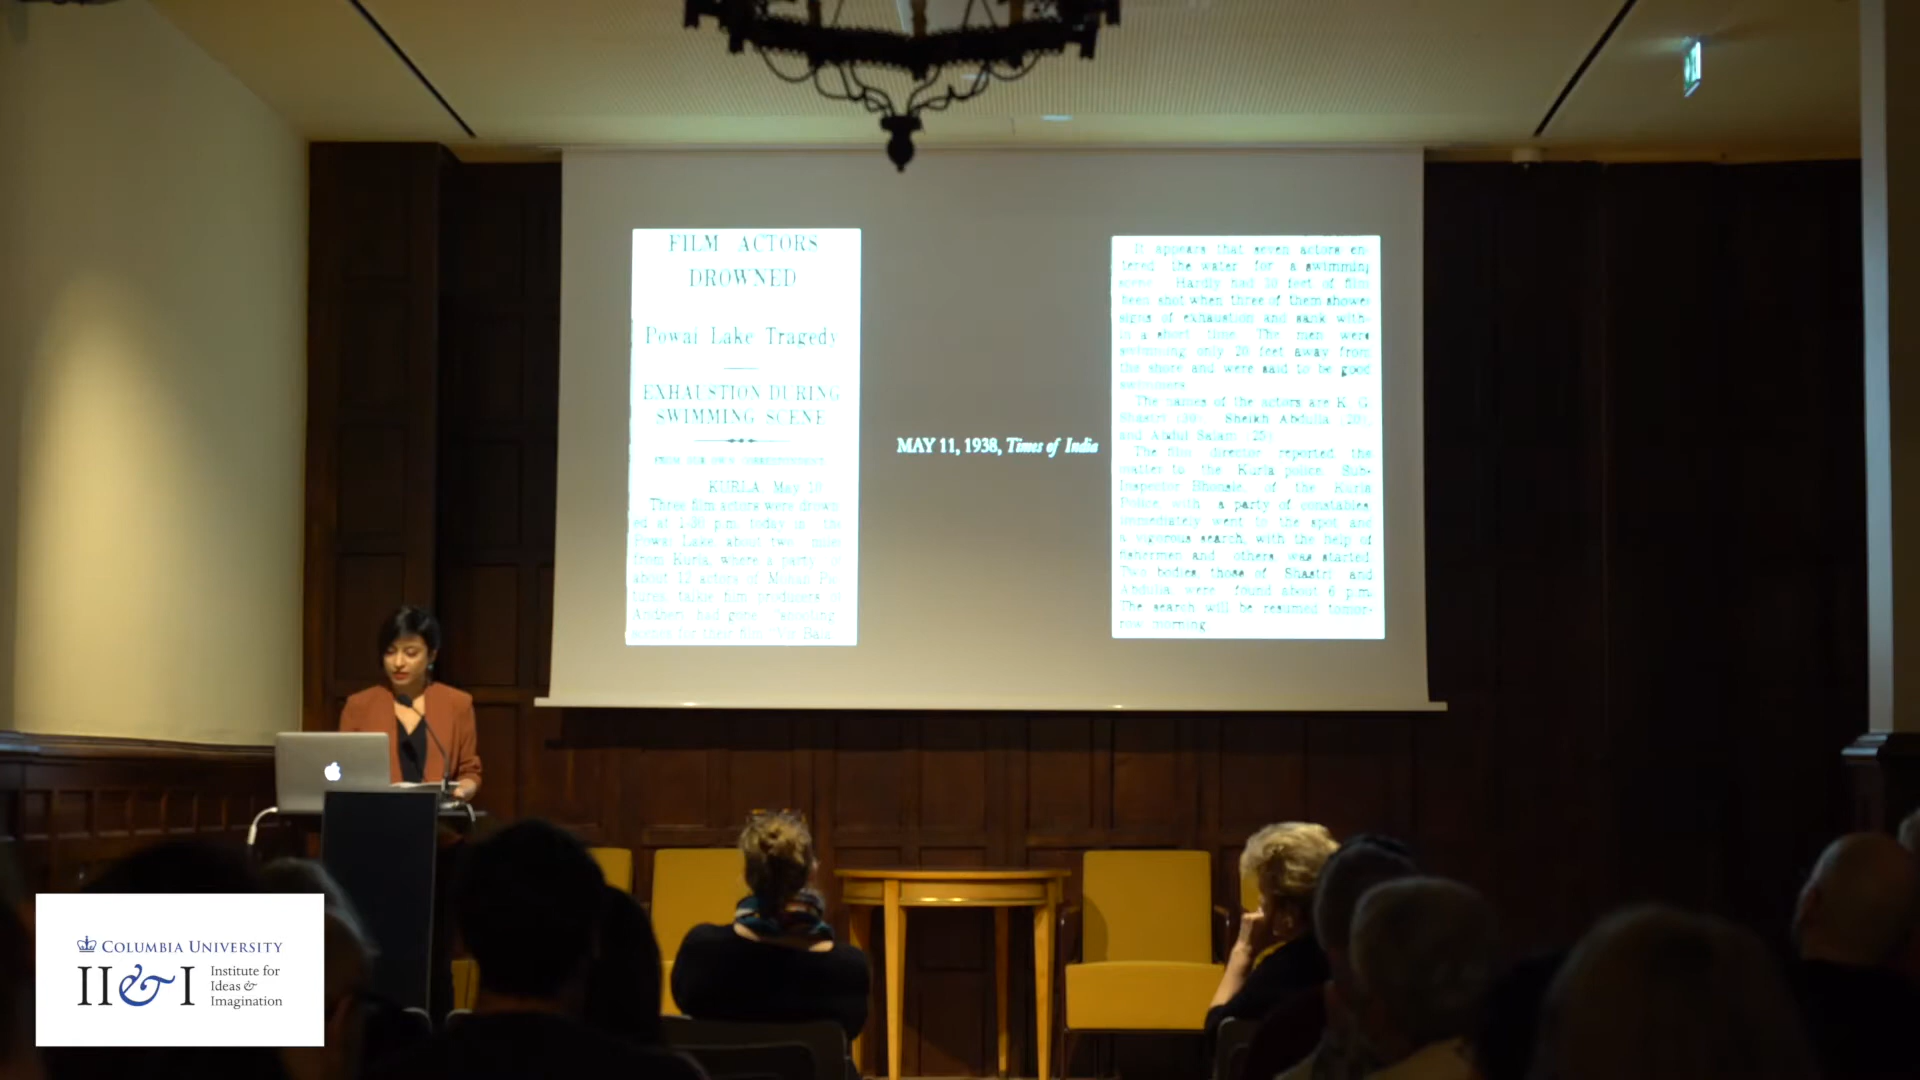 FILM ACTORS
DROWNED
Powai Lake Tragedy
EXHAUSTION DURING
SWIMMING SCENE
FROM OUR OWN CORRESPONDENT
KURLA May 10
Three film actors were drown
ed at 1-30 p.m. today in the
Powai Lake about two miles
from Kurla, where a party of
about 12 actors of Mohan Pic
tures, talkie film producers of
Andheri had gone shooting
scenes for their film "Vir Bala
MAY 11, 1938, Times of India
It appears that seven actors en-
tered the water for a swimming
scene. Hardly had 10 feet of film
been shot when three of them showed
signs of exhaustion and sank with-
in a short time. The men were
swimming only 20 feet away from
the shore and were said to be good
swimmers.
The names of the actors are K. G.
Shastri (30) Sheikh Abdulla (20),
and Abdul Salam (25)
The film director reported the
matter to the Kurla police. Sub-
Inspector Bhonsle, of the Kurla
Police with a party of constables
immediately went to the spot and
a vigorous search, with the help of
fishermen and others was started.
Two bodies, those of Shastri and
Abdulla were found about 6 p.m.
The search will be resumed tomor-
row morning.
COLUMBIA UNIVERSITY
II&I
Institute for
Ideas &
Imagination